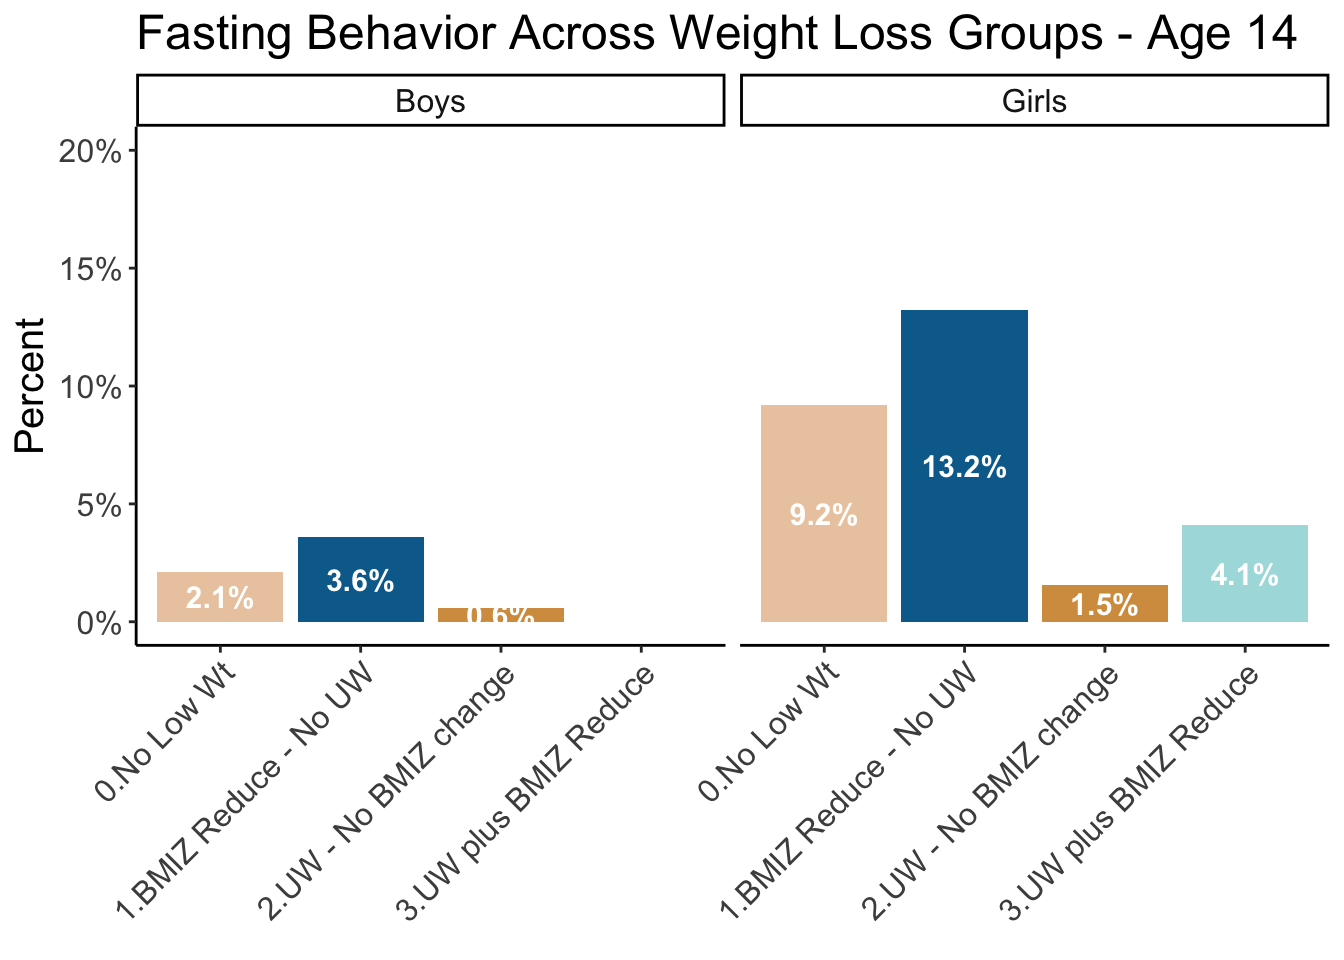 Fasting Behavior Across Weight Loss Groups - Age 14
Boys
Girls
Percent
20%
15%
10%
5%
0%
2.1%
3.6%
0.6%
9.2%
13.2%
1.5%
4.1%
0.No Low Wt
1.BMIZ Reduce - No UW
2.UW - No BMIZ change
3.UW plus BMIZ Reduce
0.No Low Wt
1.BMIZ Reduce - No UW
2.UW - No BMIZ change
3.UW plus BMIZ Reduce